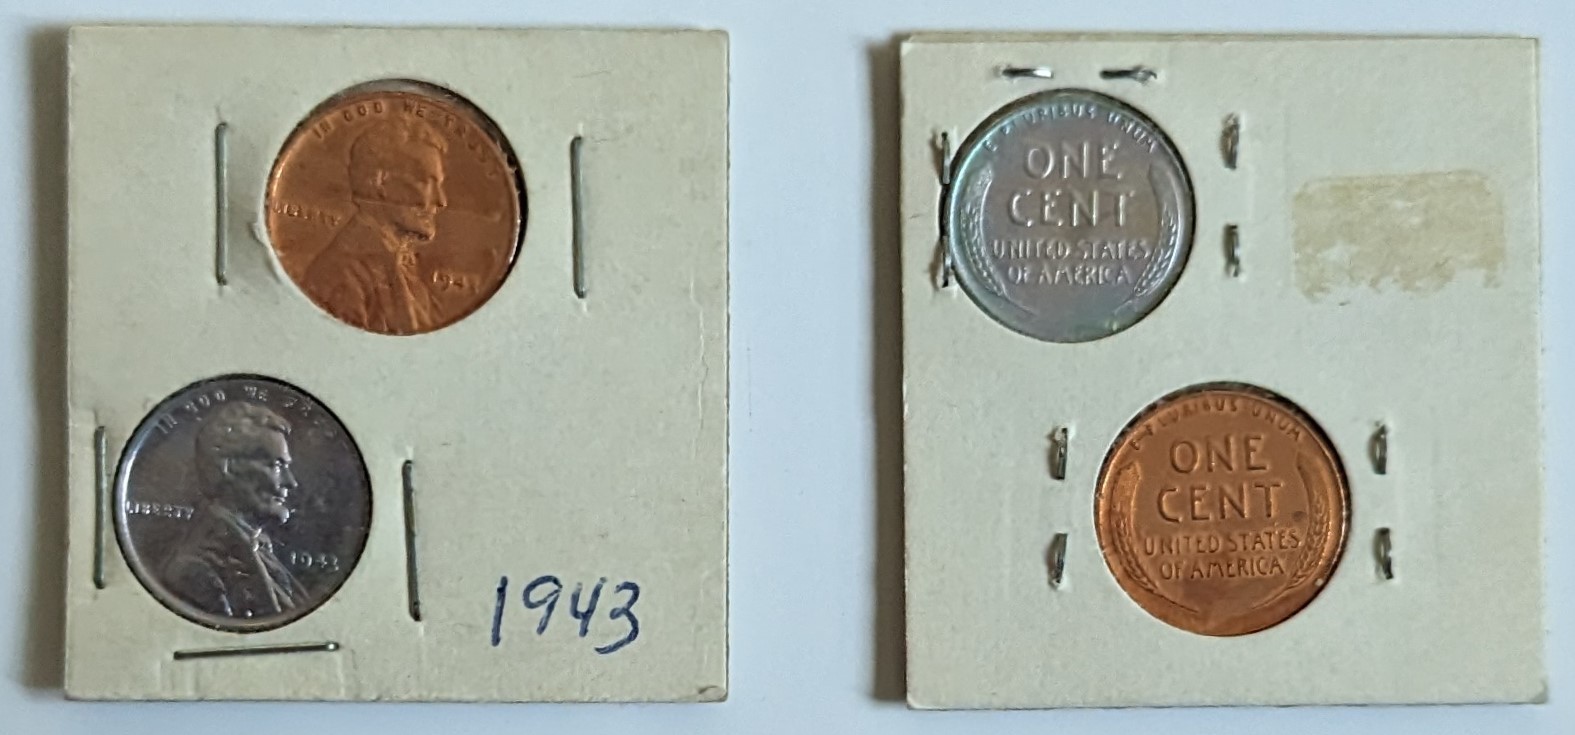 IN GOD WE TRUST
LIBERTY
IN GOD WE
LIBERTY
1943
1943
E PLURIBUS UNUM
ONE
CENT
UNITED STATES
OF AMERICA
E PLURIBUS UNUM
ONE
CENT
UNITED STATES
OF AMERICA